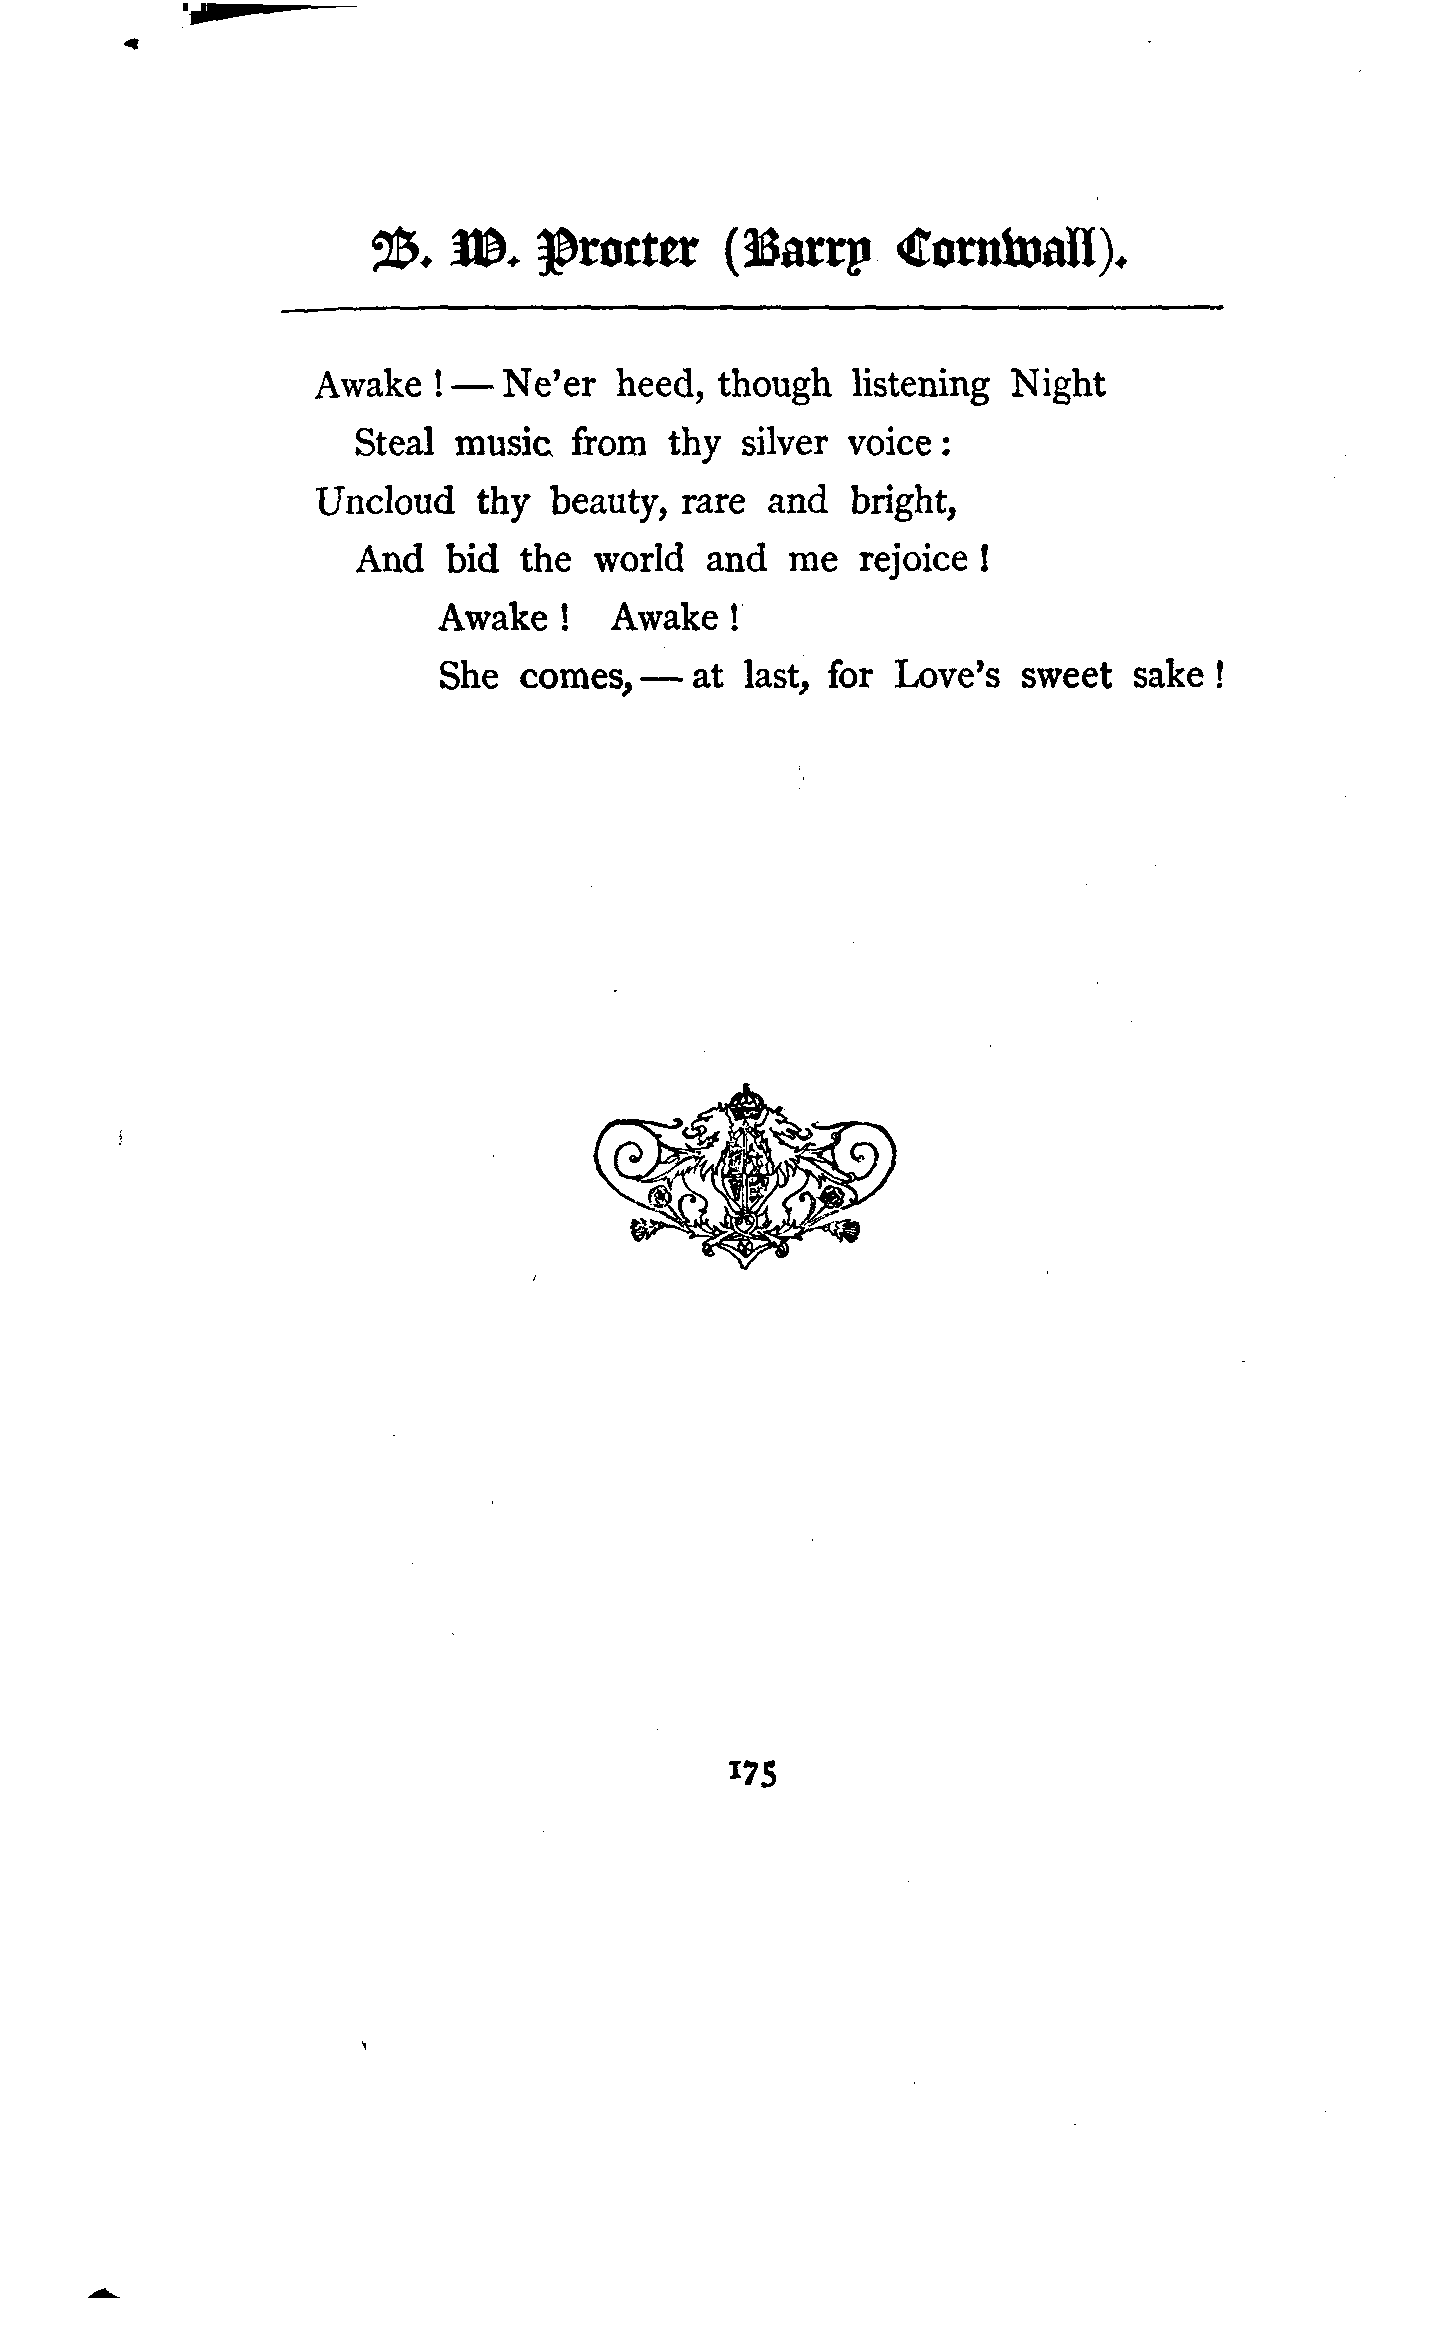 B. W. Procter (Barry Cornwall).
Awake ! — Ne'er heed, though listening Night
Steal music from thy silver voice :
Uncloud thy beauty, rare and bright,
And bid the world and me rejoice !
Awake ! Awake !
She comes, — at last, for Love's sweet sake !
175